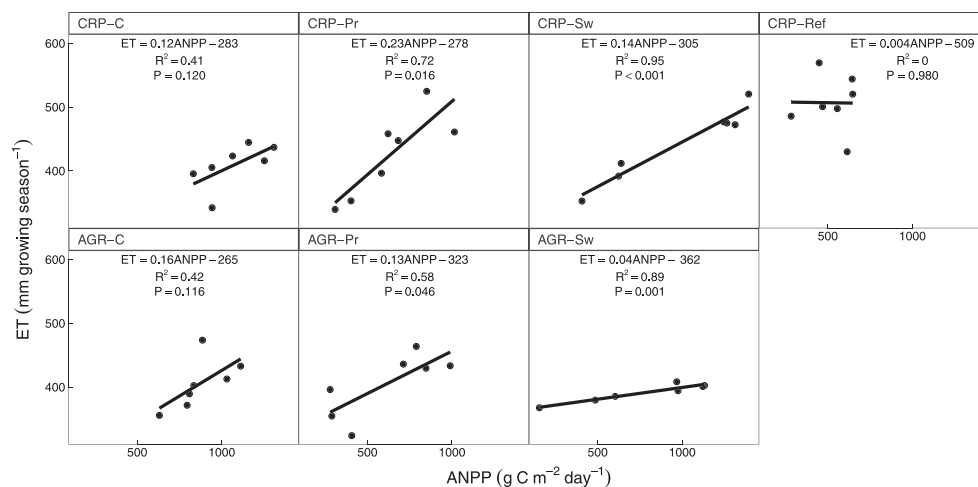 CRP−C
CRP−Pr
CRP−Sw
CRP−Ref
ET = 0.12ANPP − 283
R² = 0.41
P = 0.120
ET = 0.23ANPP − 278
R² = 0.72
P = 0.016
ET = 0.14ANPP − 305
R² = 0.95
P < 0.001
ET = 0.004ANPP − 509
R² = 0
P = 0.980
600
500
400
500
1000
AGR−C
AGR−Pr
AGR−Sw
ET = 0.16ANPP − 265
R² = 0.42
P = 0.116
ET = 0.13ANPP − 323
R² = 0.58
P = 0.046
ET = 0.04ANPP − 362
R² = 0.89
P = 0.001
600
500
400
500
1000
500
1000
500
1000
ET (mm growing season⁻¹)
ANPP (g C m⁻² day⁻¹)